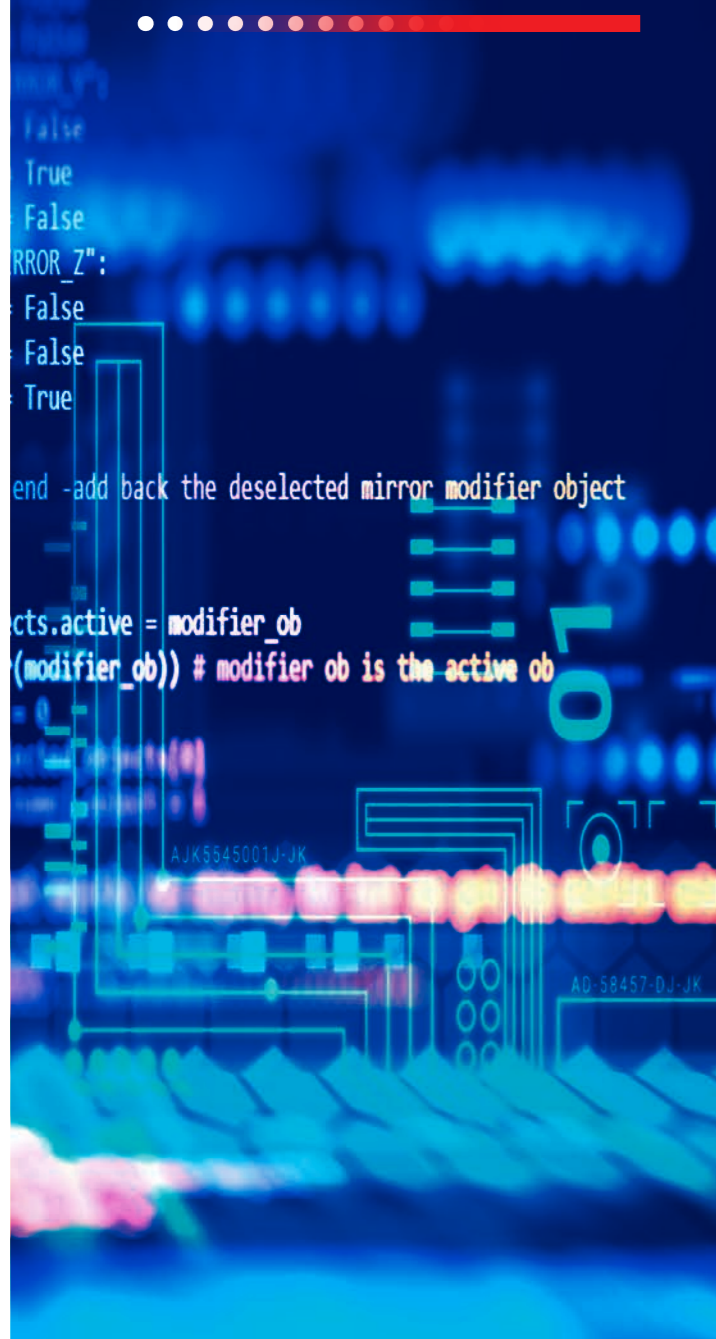 False
True
False
RROR_Z":
False
= False
= True
end -add back the deselected mirror modifier object
cts.active = modifier_ob
(modifier_ob)) # modifier ob is the active ob
= 0
01
AJK5545001J-JK
AD-58457-DJ-JK